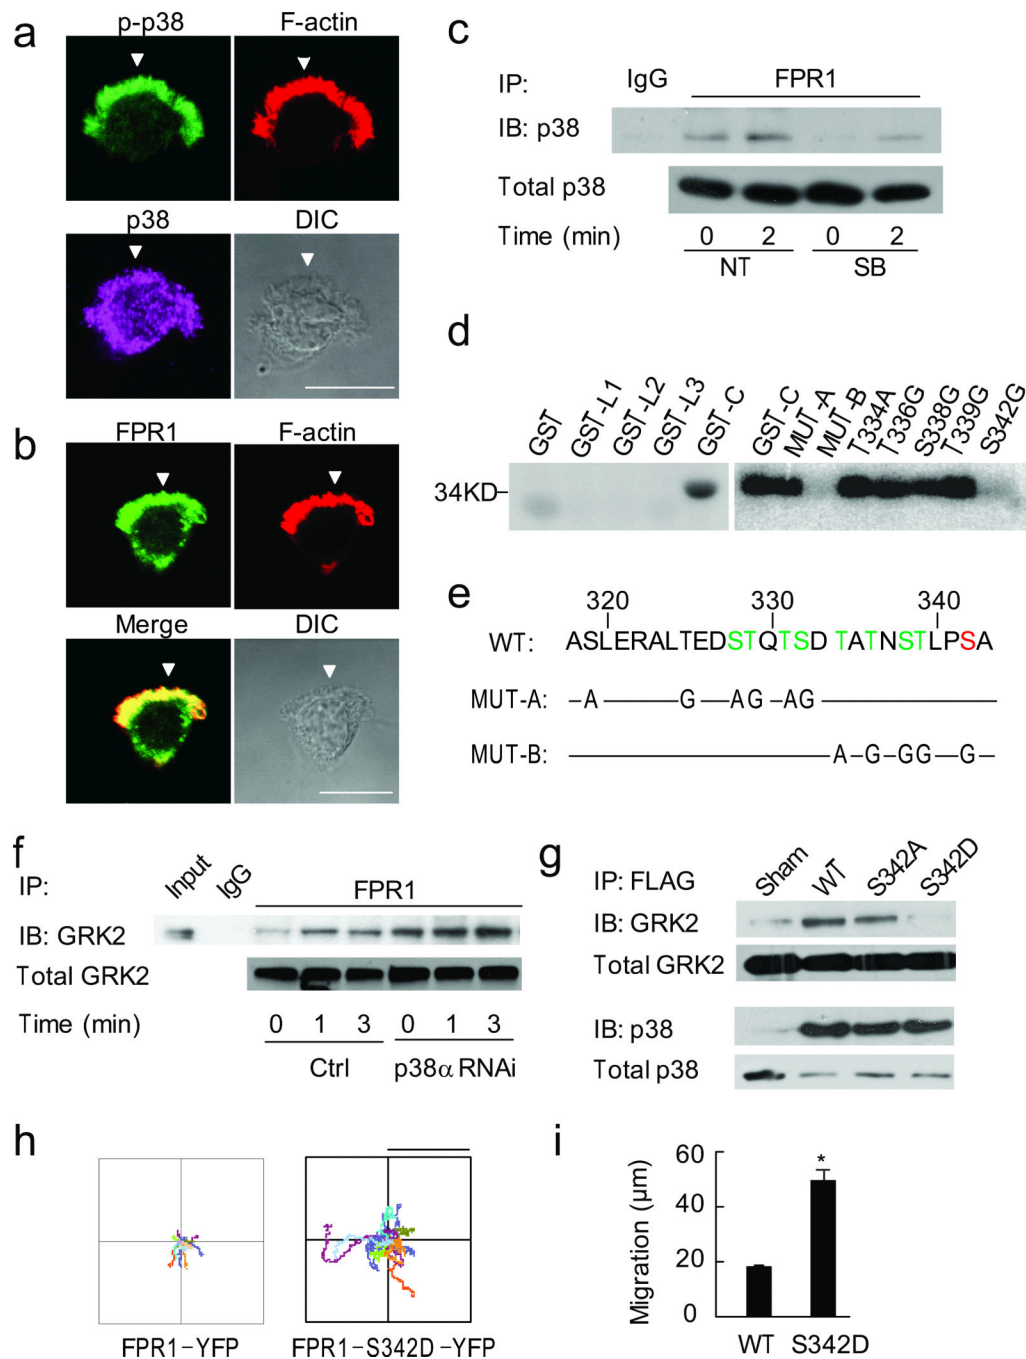 a
p-p38 F-actin
p38 DIC
b
FPR1 F-actin
Merge DIC
c
IP: IgG FPR1
IB: p38
Total p38
Time (min) 0 2 0 2
NT SB
d
GST GST-L1 GST-L2 GST-L3 GST-C GST-C MUT-A MUT-B T334A T336G S338G T339G S342G
34KD
e
320 330 340
WT: ASLERALTEDSTQTSD TATNSTLPSA
MUT-A: A G AG AG
MUT-B: A G GG G
f
Input IgG
IP: FPR1
IB: GRK2
Total GRK2
Time (min) 0 1 3 0 1 3
Ctrl p38α RNAi
g
Sham WT S342A S342D
IP: FLAG
IB: GRK2
Total GRK2
IB: p38
Total p38
h
FPR1-YFP FPR1-S342D-YFP
i
Migration (μm)
60
40
20
0
*
WT S342D